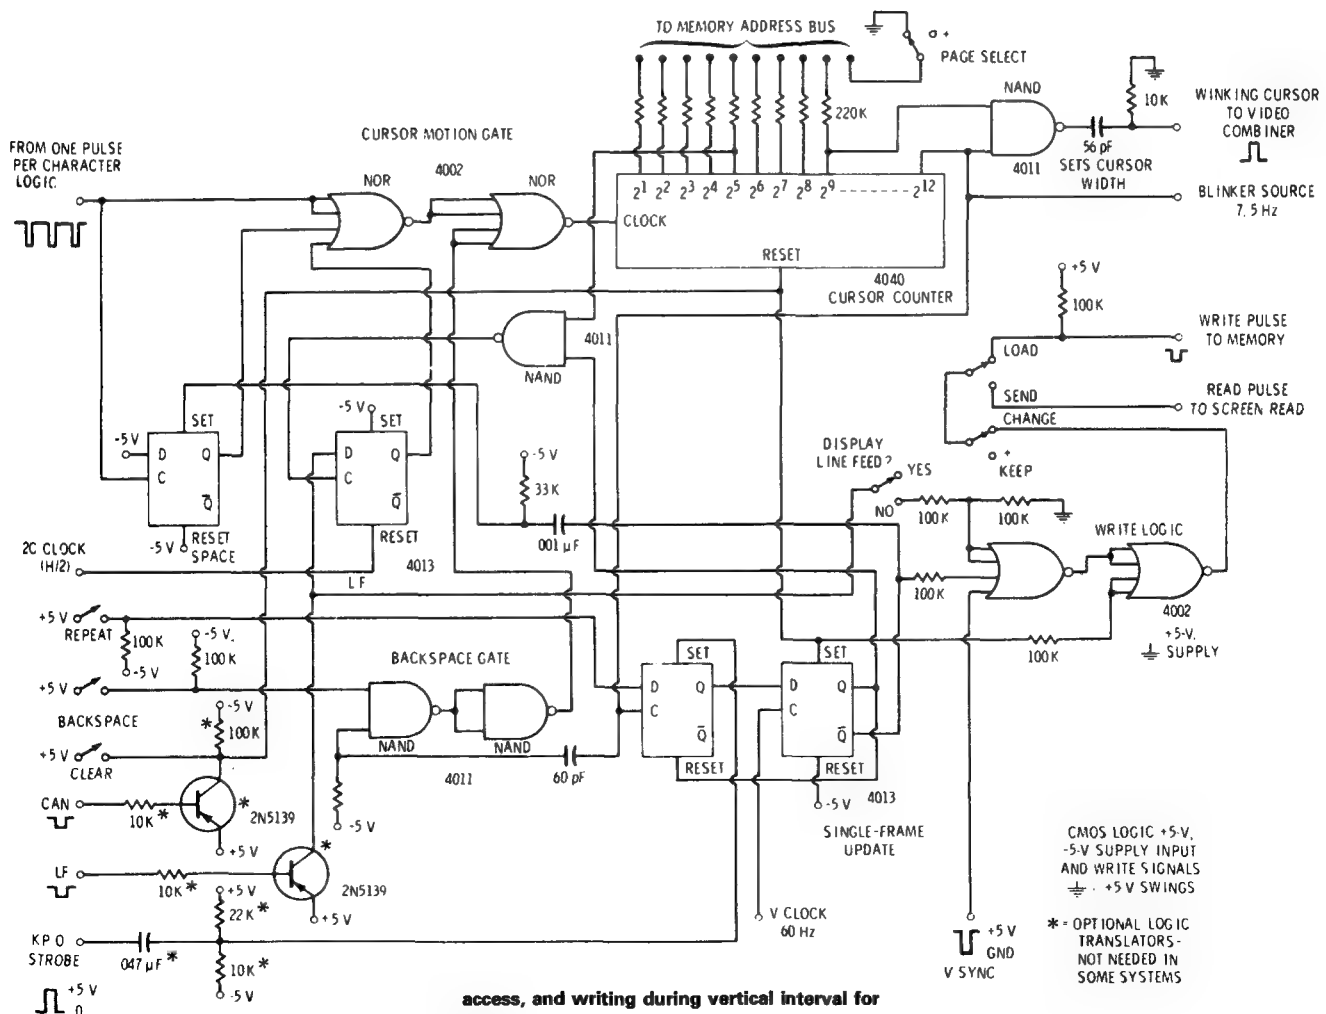 TO MEMORY ADDRESS BUS
σ +
PAGE SELECT
NAND
10K
WINKING CURSOR
TO VIDEO
COMBINER
220K
56 pF
4011
SETS CURSOR
WIDTH
BLINKER SOURCE
7.5 Hz
CURSOR MOTION GATE
4002
NOR
NOR
FROM ONE PULSE
PER CHARACTER
LOGIC
2¹ 2² 2³ 2⁴ 2⁵ 2⁶ 2⁷ 2⁸ 2⁹ --------- 2¹²
CLOCK
RESET
4040
CURSOR COUNTER
+5 V
100K
WRITE PULSE
TO MEMORY
LOAD
SEND
READ PULSE
TO SCREEN READ
CHANGE
+
KEEP
4011
NAND
-5 V
SET
SET
-5 V
D Q
C
Q̅
RESET
SPACE
-5 V
D Q
C
Q̅
RESET
4013
LF
2C CLOCK
(H/2)
-5 V
33K
001 µF
DISPLAY
LINE FEED?
YES
NO
100K
100K
100K
WRITE LOGIC
4002
+5-V,
SUPPLY
100K
+5 V
REPEAT
100K
-5 V
-5 V,
100K
+5 V
BACKSPACE
BACKSPACE GATE
NAND
NAND
4011
60 pF
-5 V
-5 V
* 100K
+5 V
CLEAR
CAN
10K *
*
2N5139
+5 V
LF
10K *
*
2N5139
+5 V
+5 V
22K *
KPO
STROBE
047 µF *
10K *
-5 V
+5 V
0
SET
D Q
C
Q̅
RESET
SET
D Q
C
Q̅
RESET
4013
-5 V
SINGLE-FRAME
UPDATE
V CLOCK
60 Hz
+5 V
GND
V SYNC
CMOS LOGIC +5-V,
-5-V SUPPLY INPUT
AND WRITE SIGNALS
. +5 V SWINGS
* = OPTIONAL LOGIC
TRANSLATORS-
NOT NEEDED IN
SOME SYSTEMS
access, and writing during vertical interval for